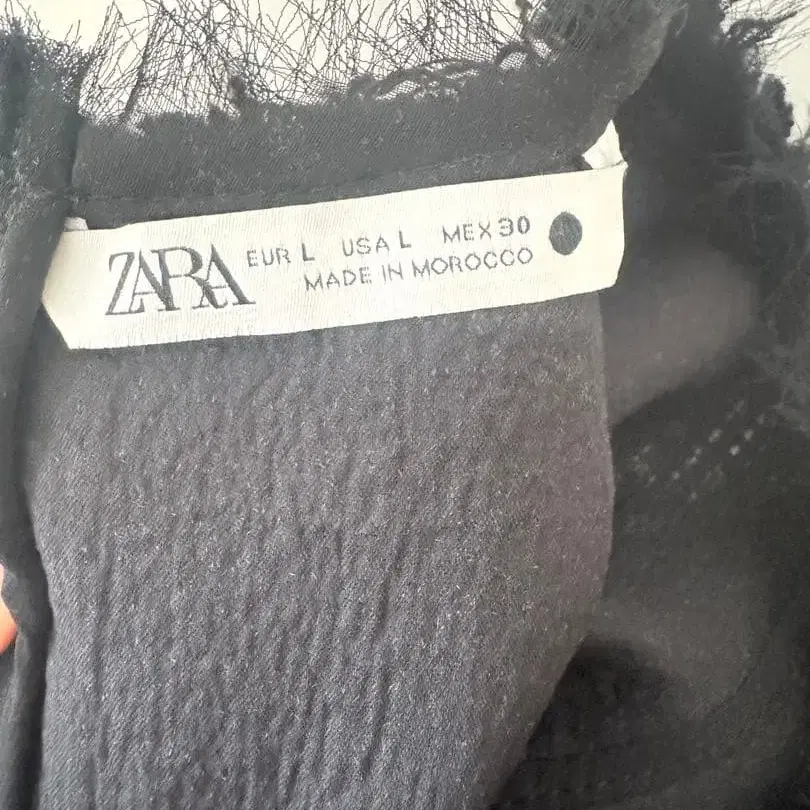 ZARA EUR L USA L MEX 30
MADE IN MOROCCO